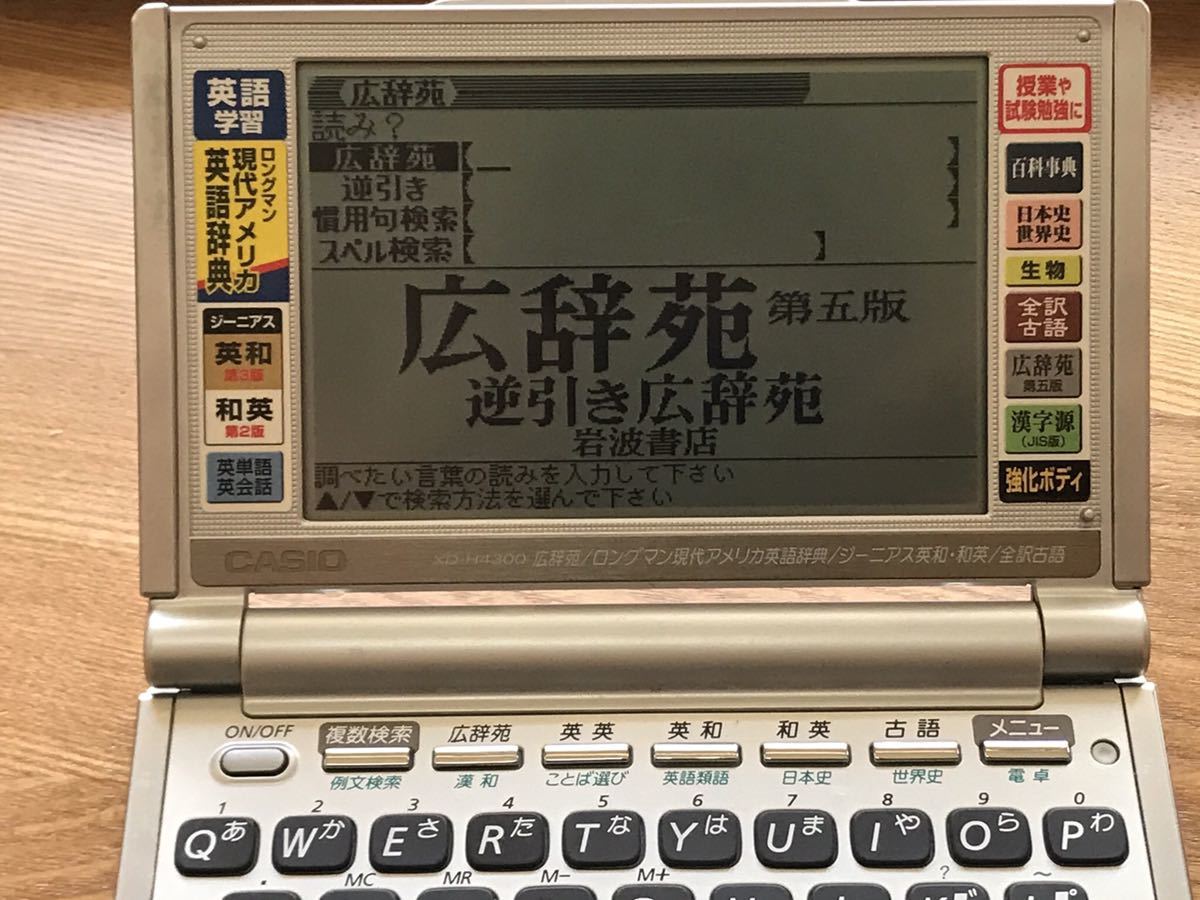 英語
学習
ロングマン
現代アメリカ
英語辞典
ジーニアス
英和
第3版
和英
第2版
英単語
英会話
広辞苑
読み?
広辞苑【 】
逆引き【 】
慣用句検索【 】
スペル検索【 】
広辞苑 第五版
逆引き広辞苑
岩波書店
調べたい言葉の読みを入力して下さい
▲/▼で検索方法を選んで下さい
授業や
試験勉強に
百科事典
日本史
世界史
生物
全訳
古語
広辞苑
第五版
漢字源
(JIS版)
強化ボディ
CASIO XD-H4300 広辞苑/ロングマン現代アメリカ英語辞典/ジーニアス英和・和英/全訳古語
ON/OFF 複数検索 広辞苑 英英 英和 和英 古語 メニュー
例文検索 漢和 ことば選び 英語類語 日本史 世界史 電卓
1 2 3 4 5 6 7 8 9 0
Qあ Wか Eさ Rた Tな Yは Uま Iや Oら Pわ
MC MR M- M+ ? ~